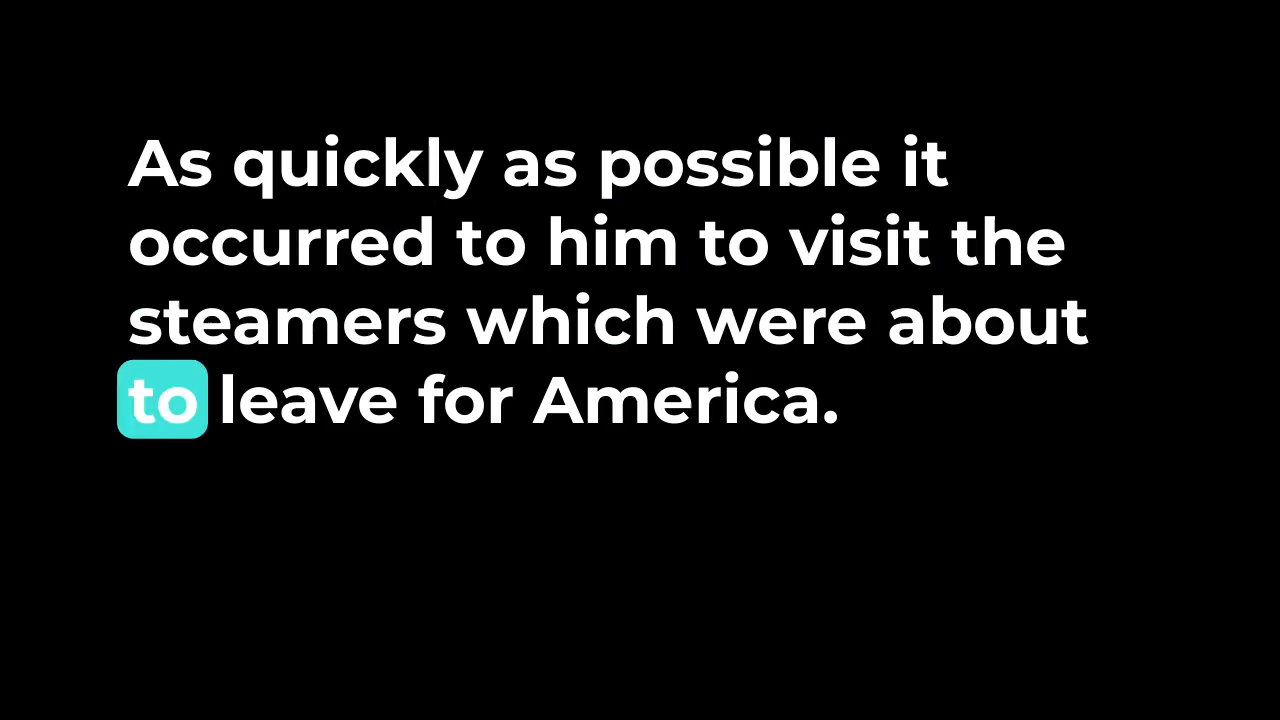 As quickly as possible it
occurred to him to visit the
steamers which were about
to leave for America.